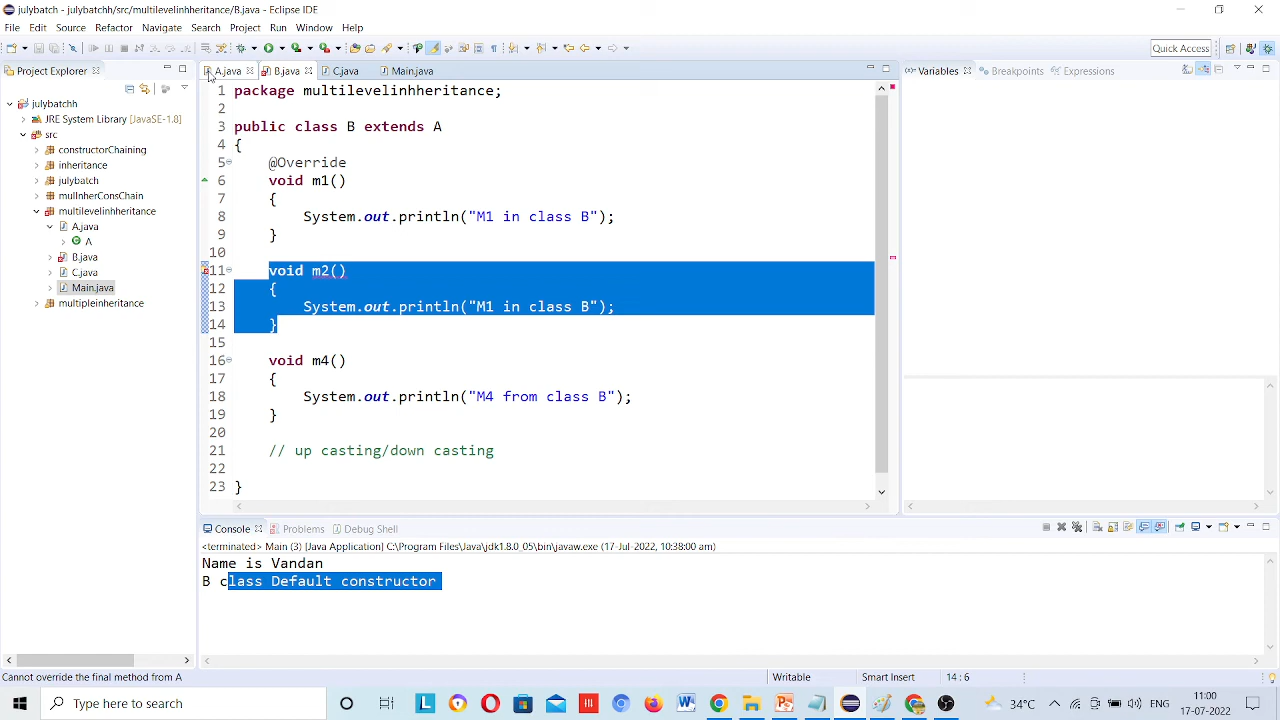 julybatch - julybatchh/src/multilevelinhheritance/B.java - Eclipse IDE
File Edit Source Refactor Navigate Search Project Run Window Help
Quick Access
Project Explorer
A.java B.java C.java Main.java
Variables Breakpoints Expressions
julybatchh
JRE System Library [JavaSE-1.8]
src
constructorChaining
inheritance
julybatch
mulInherConsChain
multilevelinhheritance
A.java
A
B.java
C.java
Main.java
multipleinheritance
1 package multilevelinhheritance;
2
3 public class B extends A
4 {
5 @Override
6 void m1()
7 {
8 System.out.println("M1 in class B");
9 }
10
11 void m2()
12 {
13 System.out.println("M1 in class B");
14 }
15
16 void m4()
17 {
18 System.out.println("M4 from class B");
19 }
20
21 // up casting/down casting
22
23 }
Console Problems Debug Shell
<terminated> Main (3) [Java Application] C:\Program Files\Java\jdk1.8.0_05\bin\javaw.exe (17-Jul-2022, 10:38:00 am)
Name is Vandan
B class Default constructor
Cannot override the final method from A
Writable Smart Insert 14 : 6
Type here to search
34°C ENG 11:00
17-07-2022